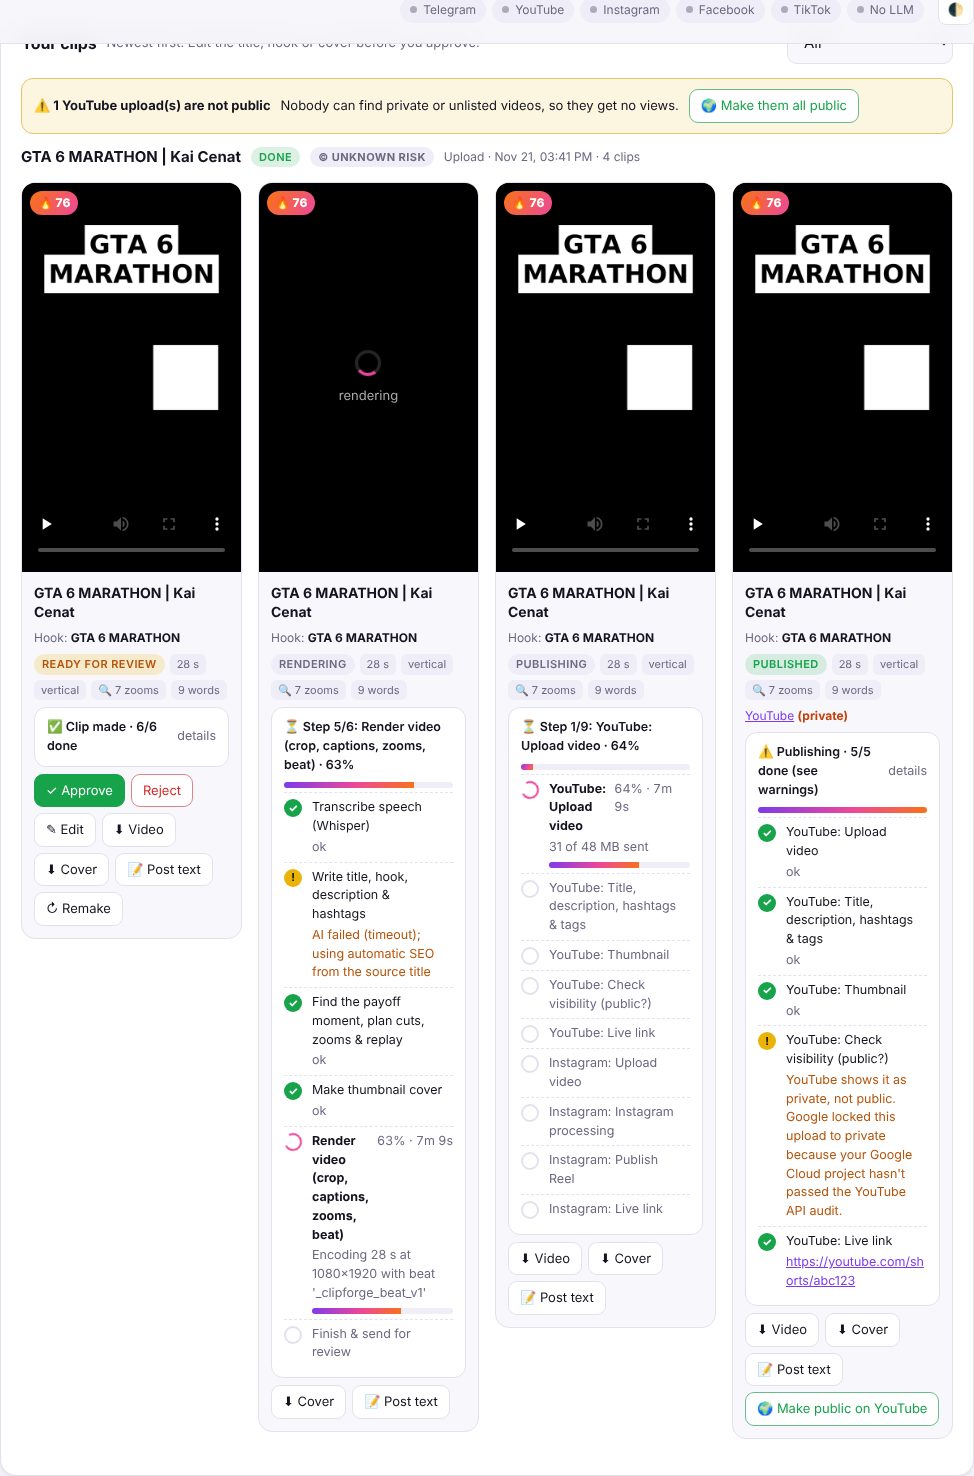 Telegram
YouTube
Instagram
Facebook
TikTok
No LLM
Your clips Newest first. Edit the title, hook or cover before you approve.
All
⚠️ 1 YouTube upload(s) are not public Nobody can find private or unlisted videos, so they get no views. 🌍 Make them all public
GTA 6 MARATHON | Kai Cenat DONE © UNKNOWN RISK Upload · Nov 21, 03:41 PM · 4 clips
🔥 76
GTA 6
MARATHON
GTA 6 MARATHON | Kai
Cenat
Hook: GTA 6 MARATHON
READY FOR REVIEW 28 s
vertical 🔍 7 zooms 9 words
✅ Clip made · 6/6
done
details
✓ Approve Reject
✎ Edit ⬇ Video
⬇ Cover 📝 Post text
↻ Remake
🔥 76
rendering
GTA 6 MARATHON | Kai
Cenat
Hook: GTA 6 MARATHON
RENDERING 28 s vertical
🔍 7 zooms 9 words
⏳ Step 5/6: Render video
(crop, captions, zooms,
beat) · 63%
Transcribe speech
(Whisper)
ok
Write title, hook,
description &
hashtags
AI failed (timeout);
using automatic SEO
from the source title
Find the payoff
moment, plan cuts,
zooms & replay
ok
Make thumbnail cover
ok
Render
video
(crop,
captions,
zooms,
beat)
63% · 7m 9s
Encoding 28 s at
1080×1920 with beat
'_clipforge_beat_v1'
Finish & send for
review
⬇ Cover 📝 Post text
🔥 76
GTA 6
MARATHON
GTA 6 MARATHON | Kai
Cenat
Hook: GTA 6 MARATHON
PUBLISHING 28 s vertical
🔍 7 zooms 9 words
⏳ Step 1/9: YouTube:
Upload video · 64%
YouTube:
Upload
video
64% · 7m
9s
31 of 48 MB sent
YouTube: Title,
description, hashtags
& tags
YouTube: Thumbnail
YouTube: Check
visibility (public?)
YouTube: Live link
Instagram: Upload
video
Instagram: Instagram
processing
Instagram: Publish
Reel
Instagram: Live link
⬇ Video ⬇ Cover
📝 Post text
🔥 76
GTA 6
MARATHON
GTA 6 MARATHON | Kai
Cenat
Hook: GTA 6 MARATHON
PUBLISHED 28 s vertical
🔍 7 zooms 9 words
YouTube (private)
⚠️ Publishing · 5/5
done (see
warnings)
details
YouTube: Upload
video
ok
YouTube: Title,
description, hashtags
& tags
ok
YouTube: Thumbnail
ok
YouTube: Check
visibility (public?)
YouTube shows it as
private, not public.
Google locked this
upload to private
because your Google
Cloud project hasn't
passed the YouTube
API audit.
YouTube: Live link
https://youtube.com/sh
orts/abc123
⬇ Video ⬇ Cover
📝 Post text
🌍 Make public on YouTube